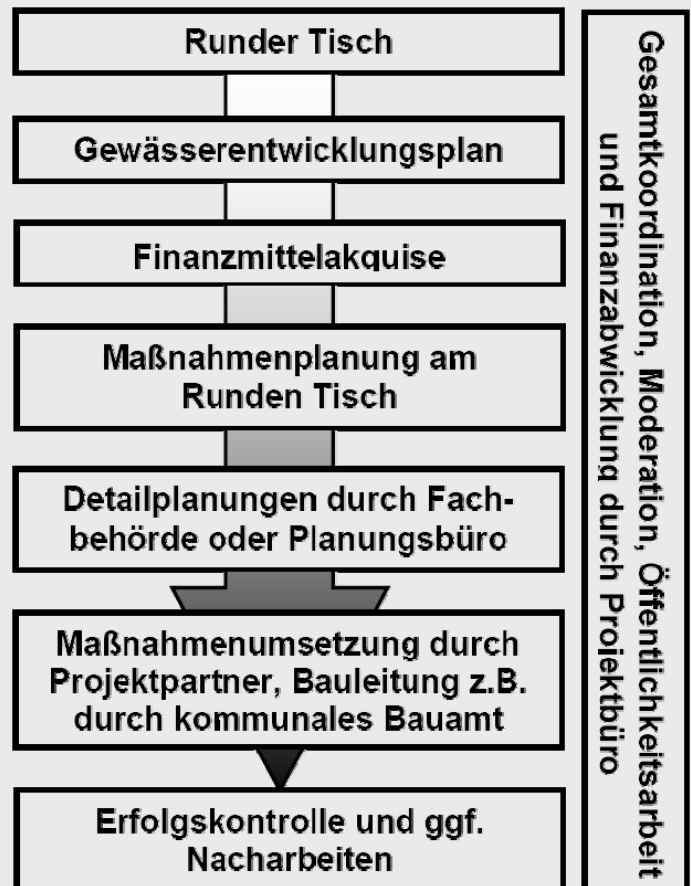 Runder Tisch
Gewässerentwicklungsplan
Finanzmittelakquise
Maßnahmenplanung am
Runden Tisch
Detailplanungen durch Fach-
behörde oder Planungsbüro
Maßnahmenumsetzung durch
Projektpartner, Bauleitung z.B.
durch kommunales Bauamt
Erfolgskontrolle und ggf.
Nacharbeiten
Gesamtkoordination, Moderation, Öffentlichkeitsarbeit
und Finanzabwicklung durch Projektbüro